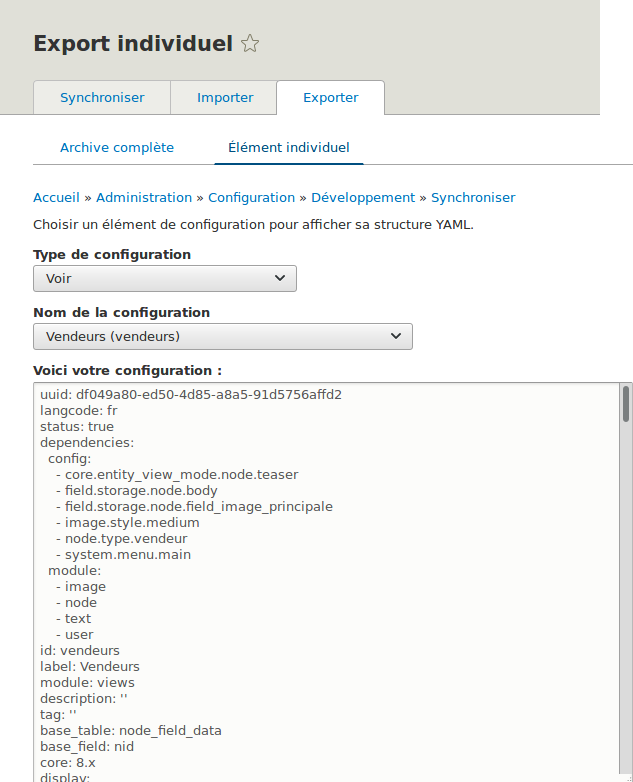 Export individuel
Synchroniser Importer Exporter
Archive complète Élément individuel
Accueil » Administration » Configuration » Développement » Synchroniser
Choisir un élément de configuration pour afficher sa structure YAML.
Type de configuration
Voir
Nom de la configuration
Vendeurs (vendeurs)
Voici votre configuration :
uuid: df049a80-ed50-4d85-a8a5-91d5756affd2
langcode: fr
status: true
dependencies:
  config:
    - core.entity_view_mode.node.teaser
    - field.storage.node.body
    - field.storage.node.field_image_principale
    - image.style.medium
    - node.type.vendeur
    - system.menu.main
  module:
    - image
    - node
    - text
    - user
id: vendeurs
label: Vendeurs
module: views
description: ''
tag: ''
base_table: node_field_data
base_field: nid
core: 8.x
display: